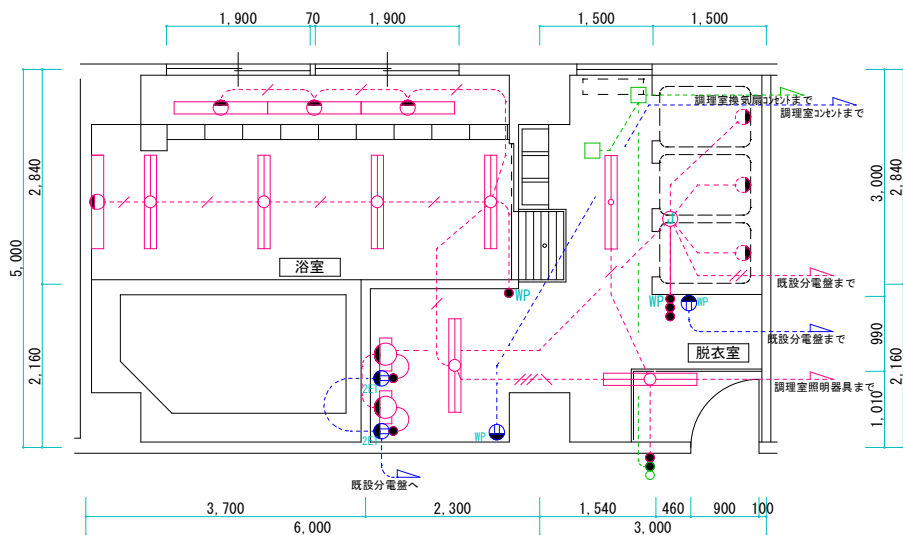 1,900
70
1,900
1,500
1,500
調理室換気扇コンセントまで
調理室コンセントまで
2,840
5,000
2,160
3,000
2,840
990
2,160
1,010
浴室
WP
WP
WP
既設分電盤まで
既設分電盤まで
脱衣室
調理室照明器具まで
2ET
2ET
WP
既設分電盤へ
3,700
2,300
1,540
460
900
100
6,000
3,000